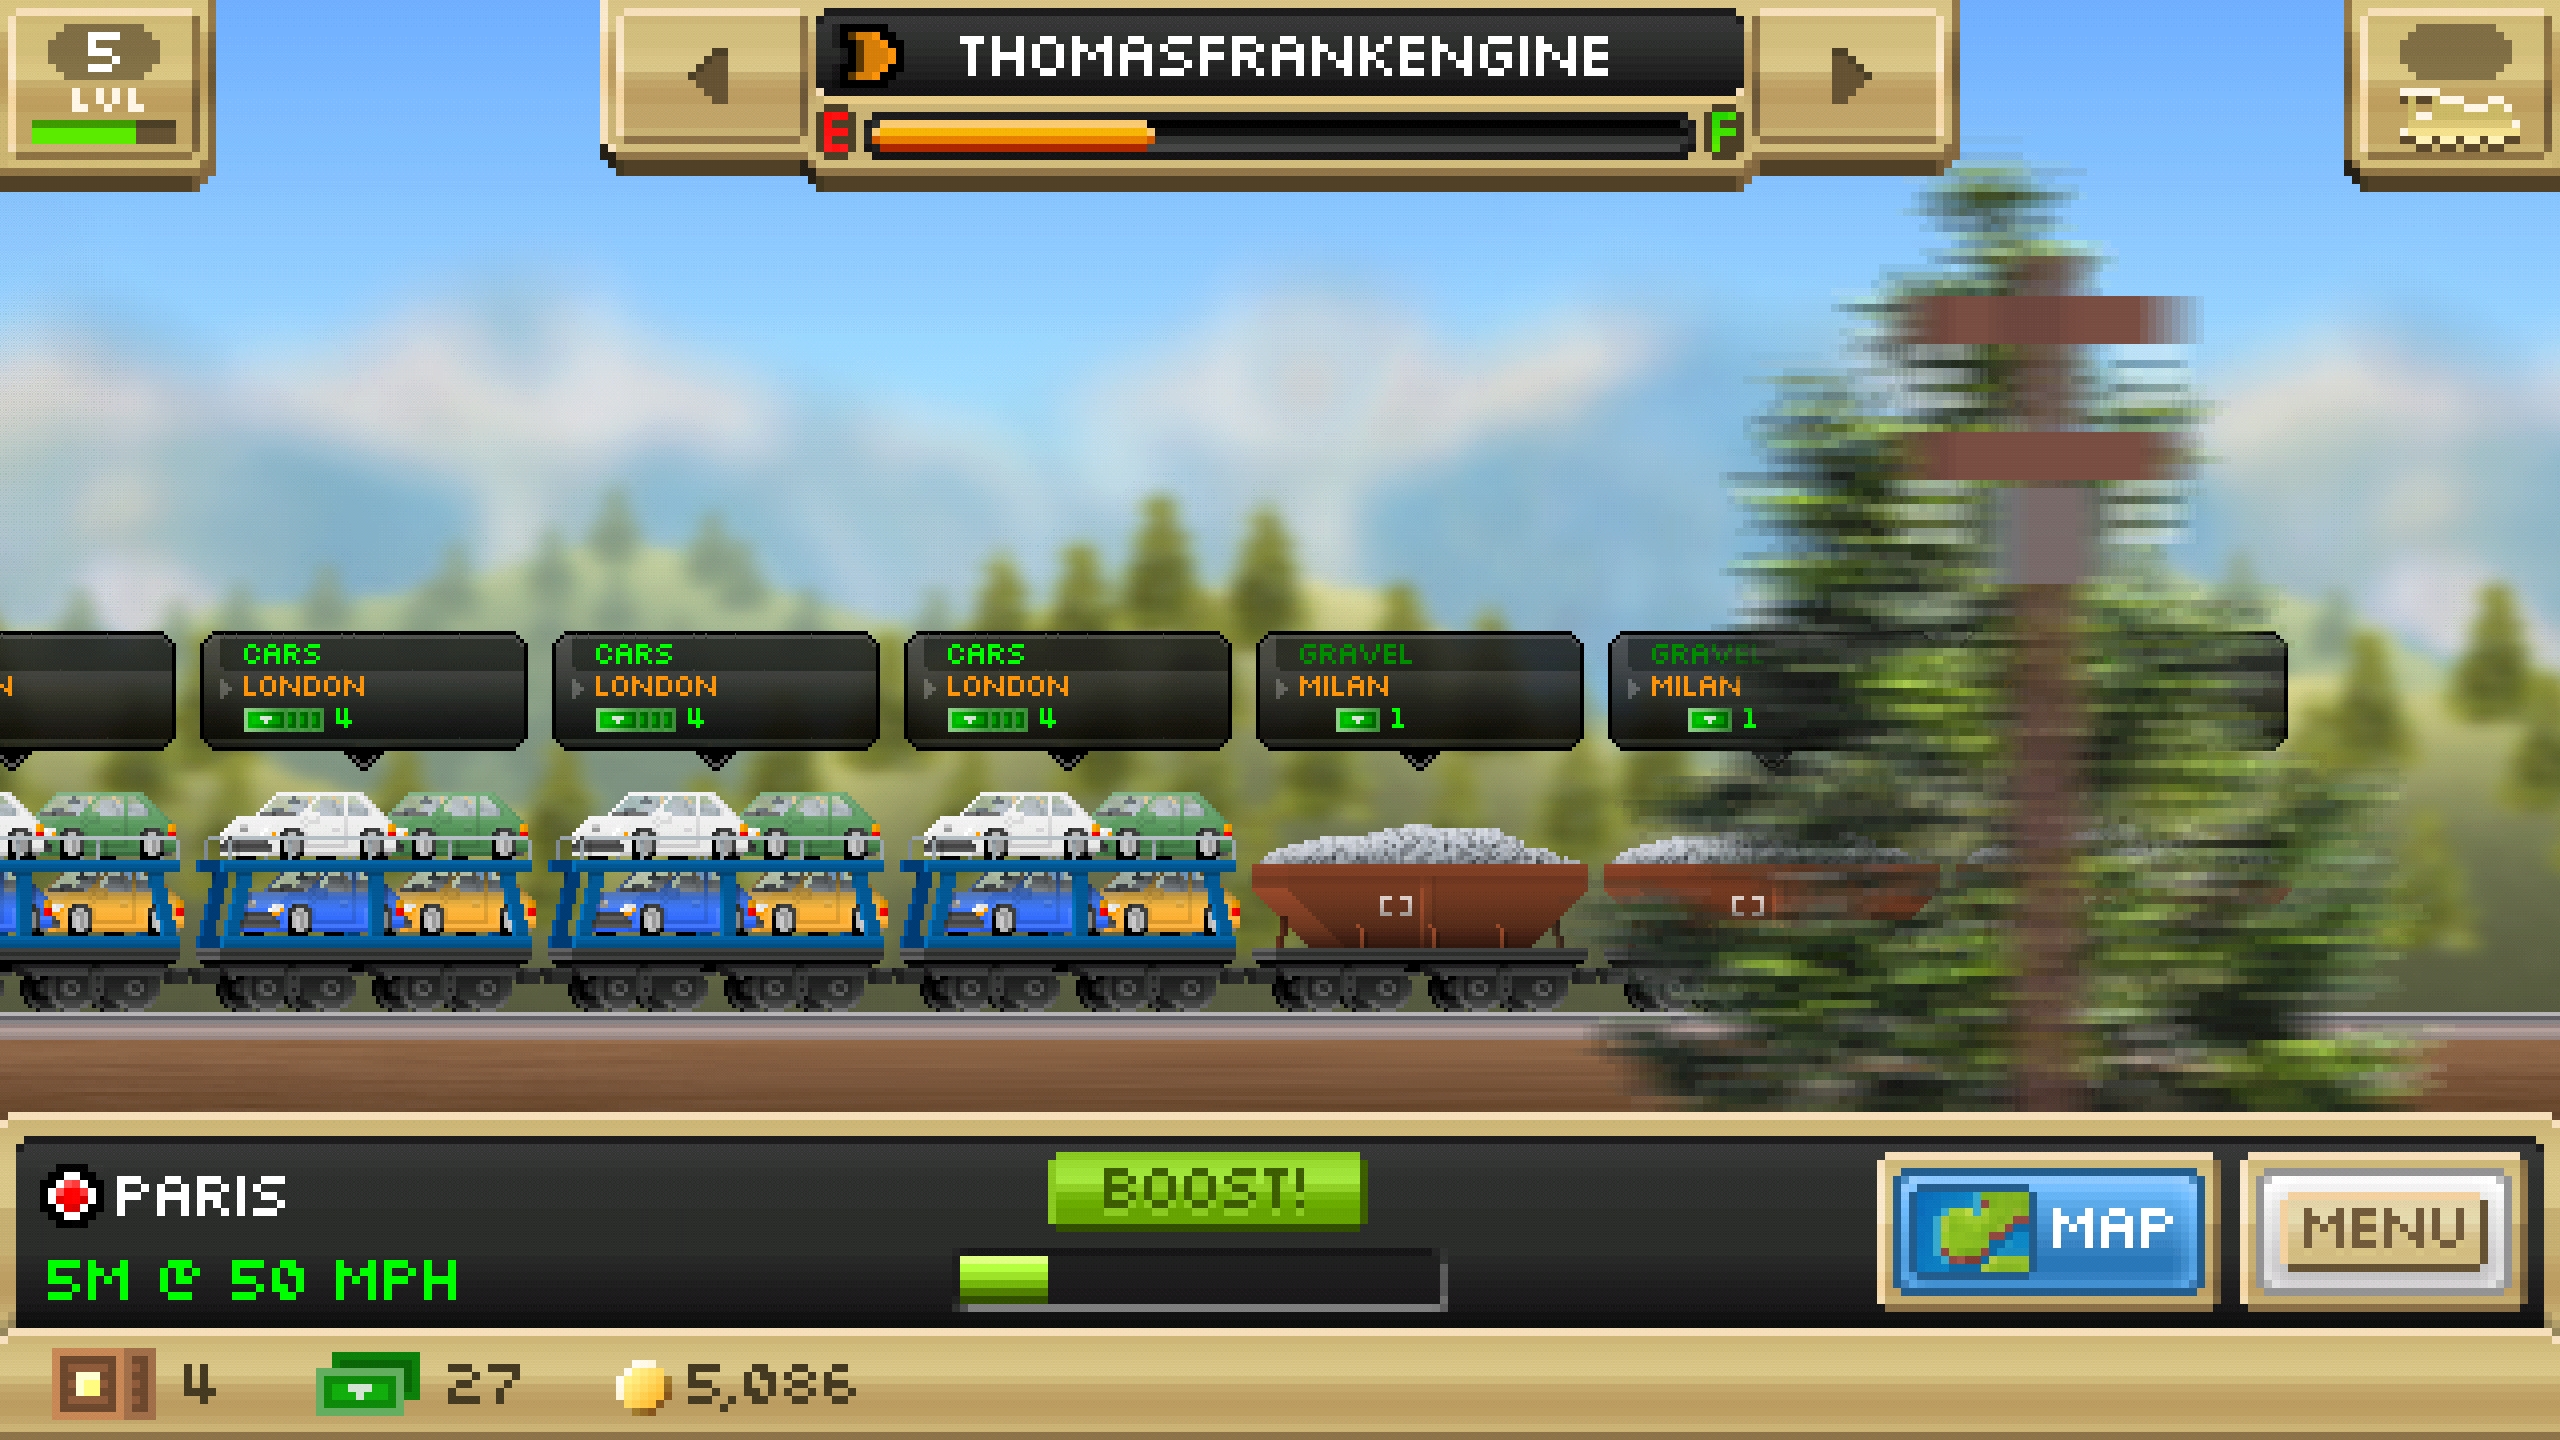 5
LVL
THOMASFRANKENGINE
E F
N
CARS
LONDON
4
CARS
LONDON
4
CARS
LONDON
4
GRAVEL
MILAN
1
GRAVEL
MILAN
1
PARIS
5M @ 50 MPH
BOOST!
MAP
MENU
4
27
5,086